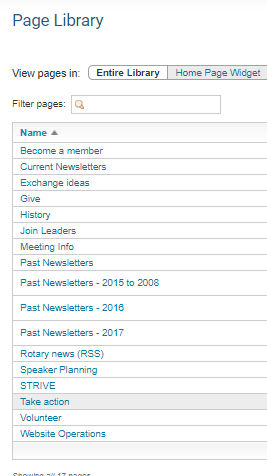 Page Library
View pages in: Entire Library Home Page Widget
Filter pages:
Name
Become a member
Current Newsletters
Exchange ideas
Give
History
Join Leaders
Meeting Info
Past Newsletters
Past Newsletters - 2015 to 2008
Past Newsletters - 2016
Past Newsletters - 2017
Rotary news (RSS)
Speaker Planning
STRIVE
Take action
Volunteer
Website Operations
Showing all 17 pages